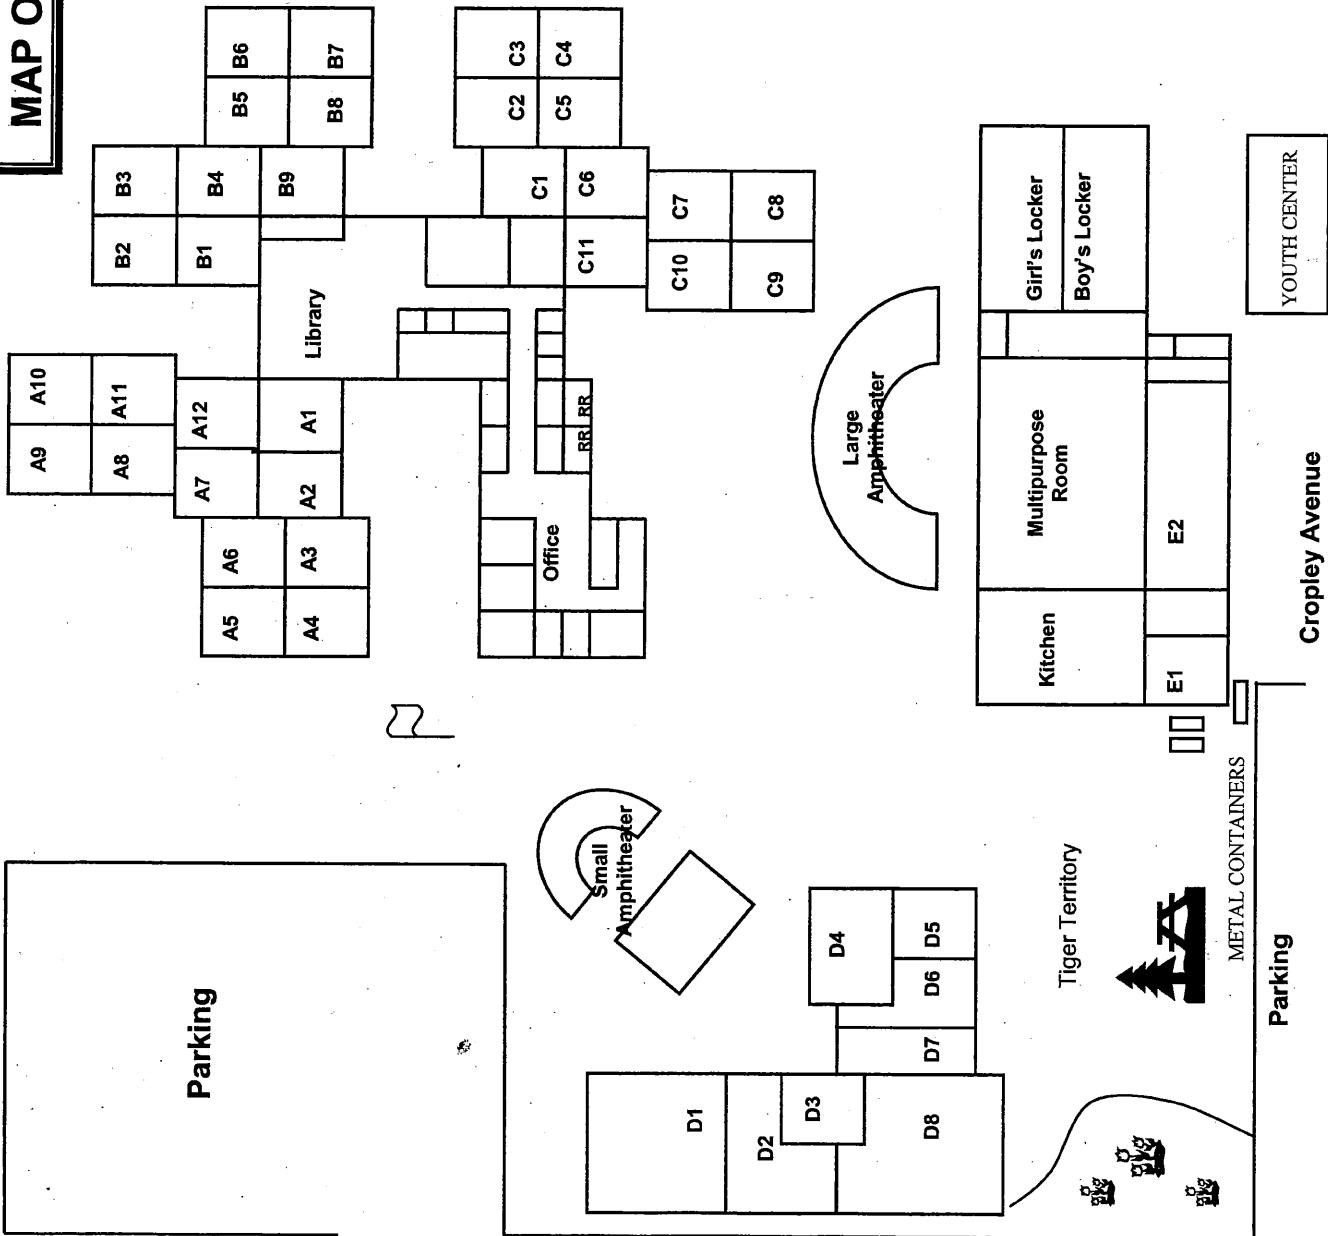 MAP O
B6
B7
B5
B8
B3
B4
B9
B2
B1
C3
C4
C2
C5
C1
C6
C7
C8
C11
C10
C9
Library
A10
A11
A9
A8
A12
A1
A7
A2
A6
A3
A5
A4
RR
RR
Office
Large
Amphitheater
Girl's Locker
Boy's Locker
YOUTH CENTER
Multipurpose
Room
E2
Kitchen
E1
Cropley Avenue
Small
Amphitheater
Parking
D4
D5
D6
D7
D1
D2
D3
D8
Tiger Territory
METAL CONTAINERS
Parking